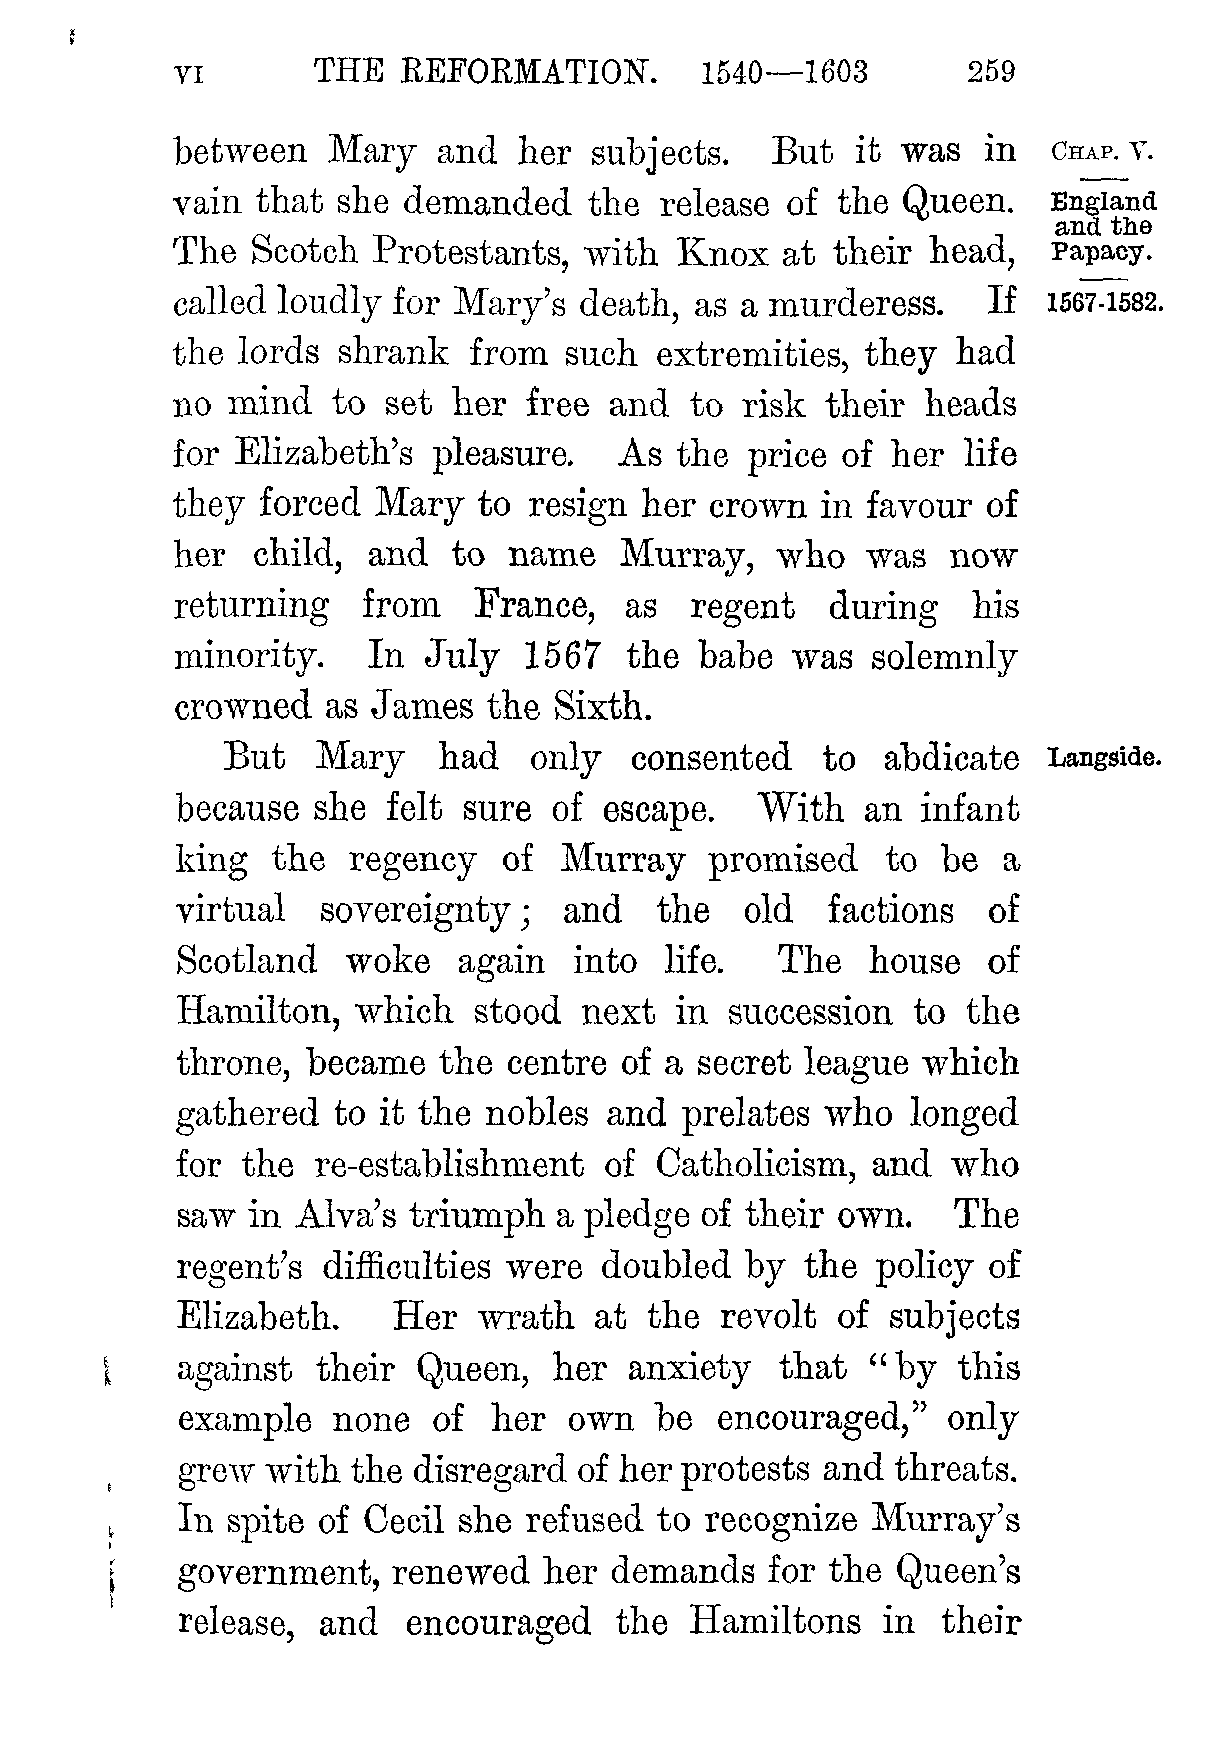 VI THE REFORMATION. 1540—1603 259
between Mary and her subjects. But it was in
vain that she demanded the release of the Queen.
The Scotch Protestants, with Knox at their head,
called loudly for Mary's death, as a murderess. If
the lords shrank from such extremities, they had
no mind to set her free and to risk their heads
for Elizabeth's pleasure. As the price of her life
they forced Mary to resign her crown in favour of
her child, and to name Murray, who was now
returning from France, as regent during his
minority. In July 1567 the babe was solemnly
crowned as James the Sixth.
CHAP. V.
England
and the
Papacy.
1567-1582.
But Mary had only consented to abdicate
because she felt sure of escape. With an infant
king the regency of Murray promised to be a
virtual sovereignty; and the old factions of
Scotland woke again into life. The house of
Hamilton, which stood next in succession to the
throne, became the centre of a secret league which
gathered to it the nobles and prelates who longed
for the re-establishment of Catholicism, and who
saw in Alva's triumph a pledge of their own. The
regent's difficulties were doubled by the policy of
Elizabeth. Her wrath at the revolt of subjects
against their Queen, her anxiety that "by this
example none of her own be encouraged," only
grew with the disregard of her protests and threats.
In spite of Cecil she refused to recognize Murray's
government, renewed her demands for the Queen's
release, and encouraged the Hamiltons in their
Langside.